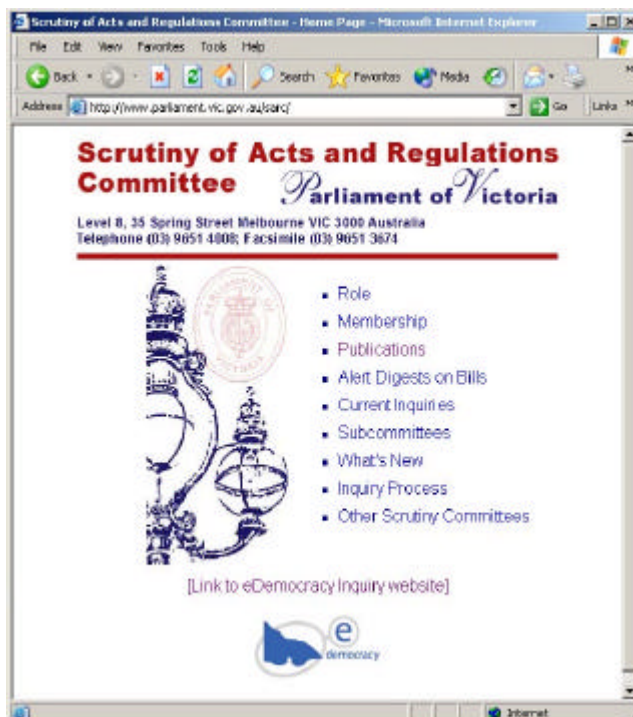 Scrutiny of Acts and Regulations Committee - Home Page - Microsoft Internet Explorer
File Edit View Favorites Tools Help
Back Search Favorites Media
Address http://www.parliament.vic.gov.au/sarc/ Go Links
Scrutiny of Acts and Regulations
Committee Parliament of Victoria
Level 8, 35 Spring Street Melbourne VIC 3000 Australia
Telephone (03) 9651 4008; Facsimile (03) 9651 3674
PARLIAMENT OF
VICTORIA
Role
Membership
Publications
Alert Digests on Bills
Current Inquiries
Subcommittees
What's New
Inquiry Process
Other Scrutiny Committees
[Link to eDemocracy Inquiry website]
e
democracy
Internet